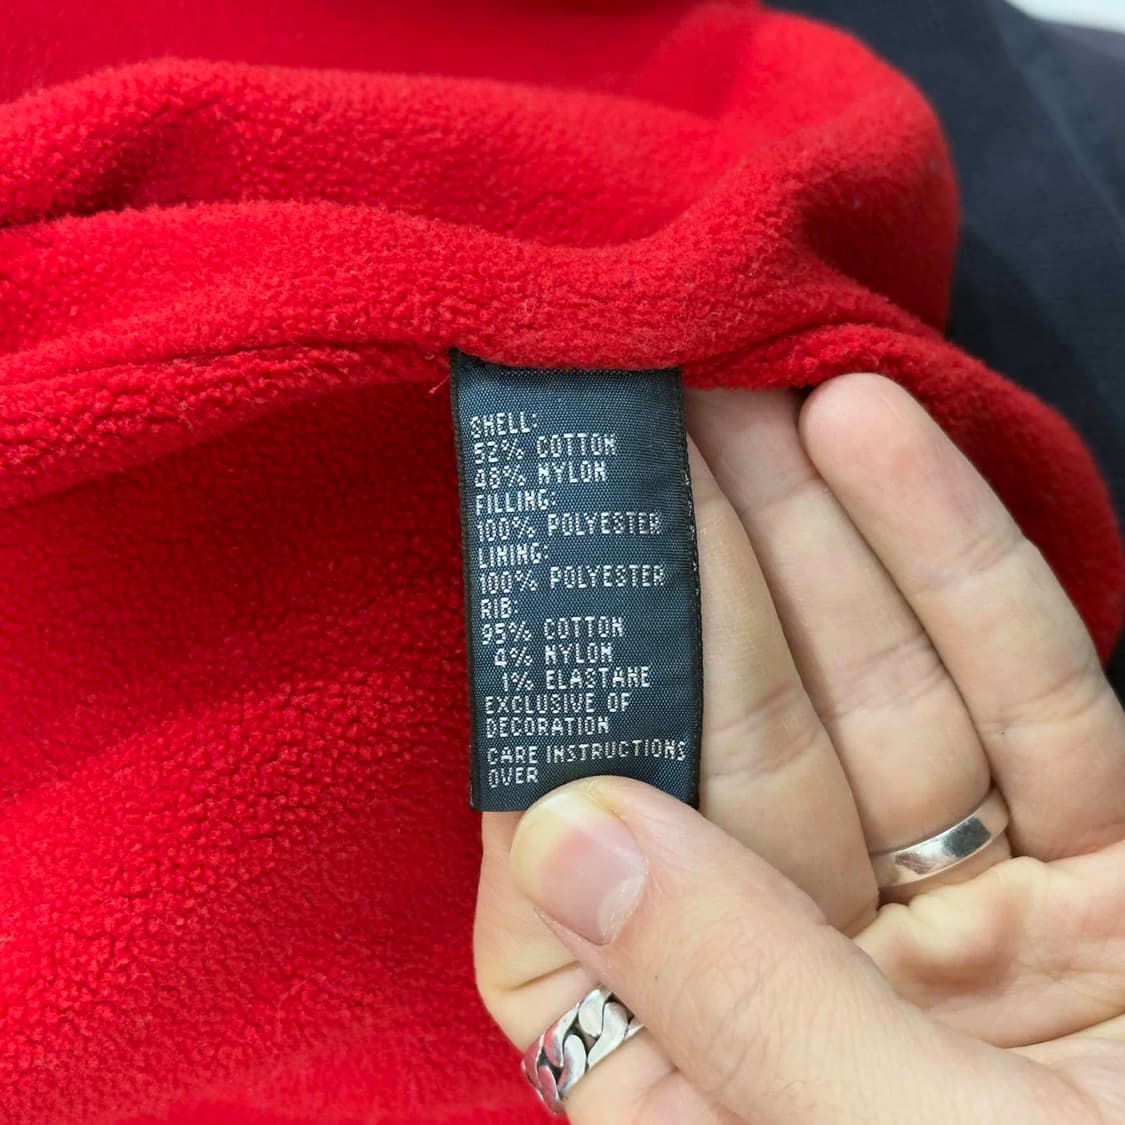 SHELL:
52% COTTON
48% NYLON
FILLING:
100% POLYESTER
LINING:
100% POLYESTER
RIB:
95% COTTON
4% NYLON
1% ELASTANE
EXCLUSIVE OF
DECORATION
CARE INSTRUCTIONS
OVER